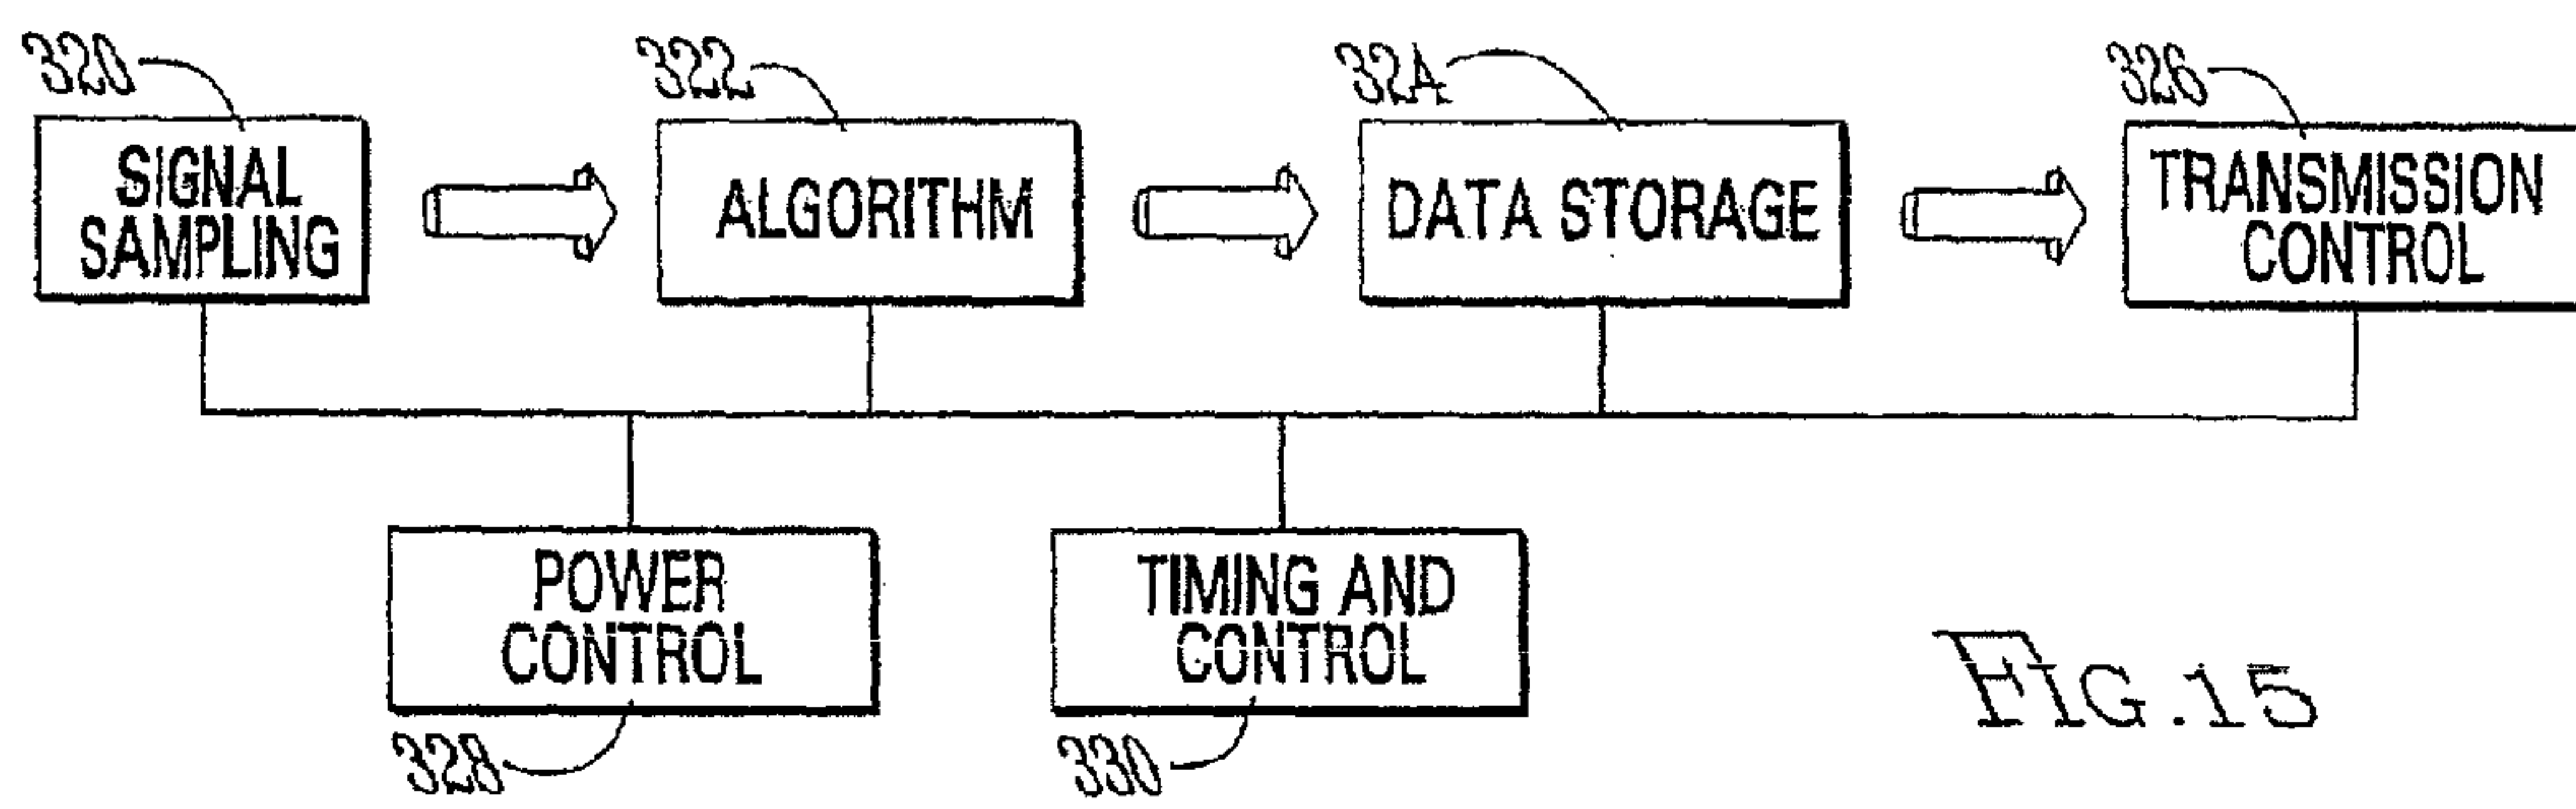 320
322
324
326
SIGNAL
SAMPLING
ALGORITHM
DATA STORAGE
TRANSMISSION
CONTROL
POWER
CONTROL
TIMING AND
CONTROL
328
330
FIG.15